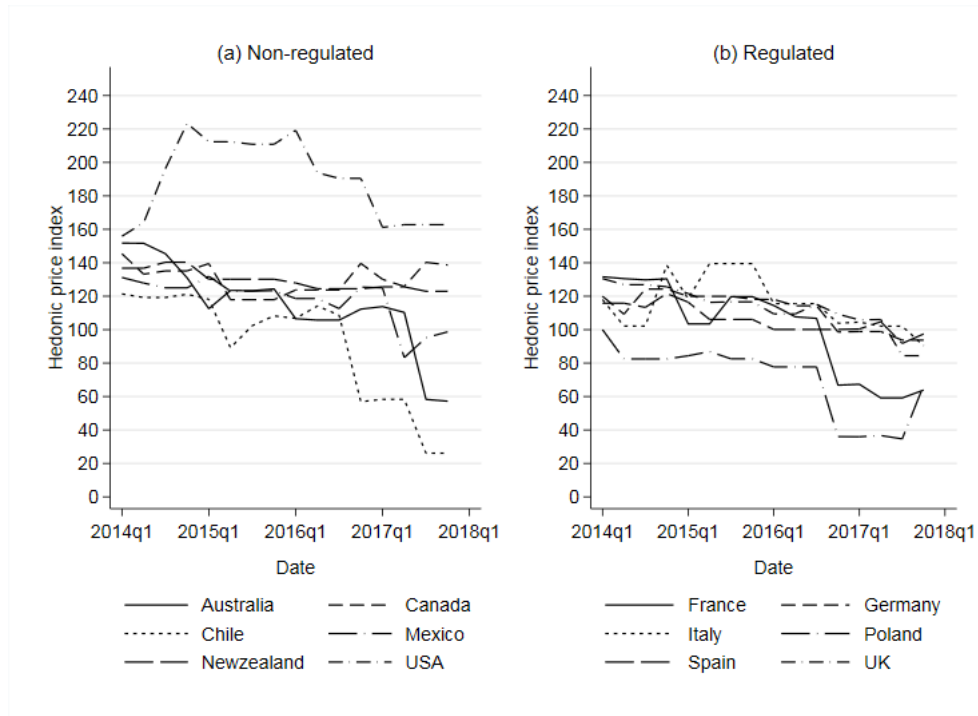 (a) Non-regulated
Hedonic price index
240
220
200
180
160
140
120
100
80
60
40
20
0
2014q1 2015q1 2016q1 2017q1 2018q1
Date
Australia Canada
Chile Mexico
Newzealand USA
(b) Regulated
Hedonic price index
240
220
200
180
160
140
120
100
80
60
40
20
0
2014q1 2015q1 2016q1 2017q1 2018q1
Date
France Germany
Italy Poland
Spain UK